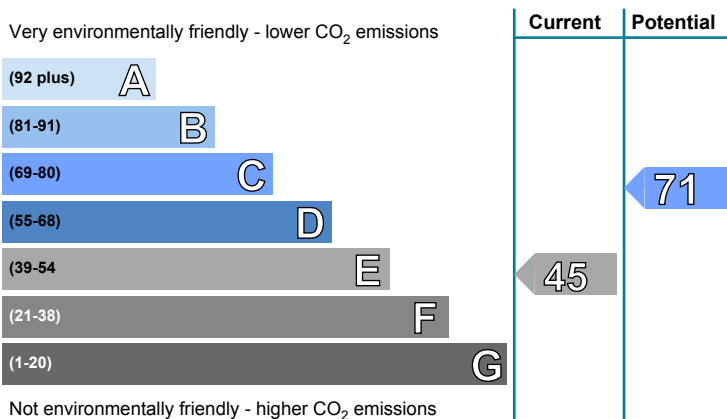 Very environmentally friendly - lower CO2 emissions
Current
Potential
(92 plus) A
(81-91) B
(69-80) C
71
(55-68) D
(39-54 E
45
(21-38) F
(1-20) G
Not environmentally friendly - higher CO2 emissions